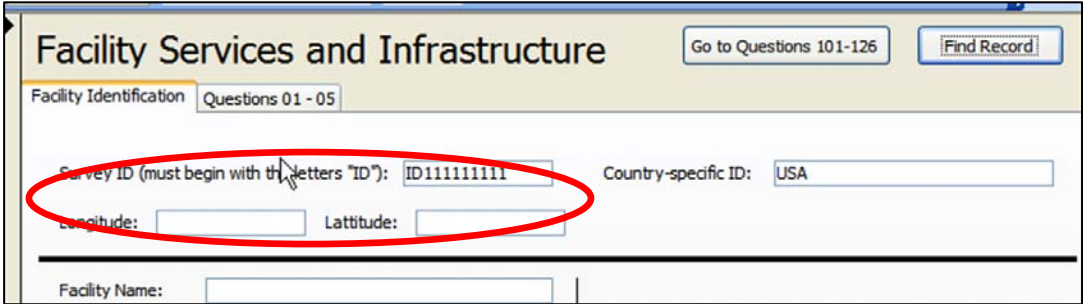 Facility Services and Infrastructure
Go to Questions 101-126
Find Record
Facility Identification
Questions 01 - 05
Survey ID (must begin with the letters "ID"):
ID111111111
Country-specific ID:
USA
Longitude:
Lattitude:
Facility Name: